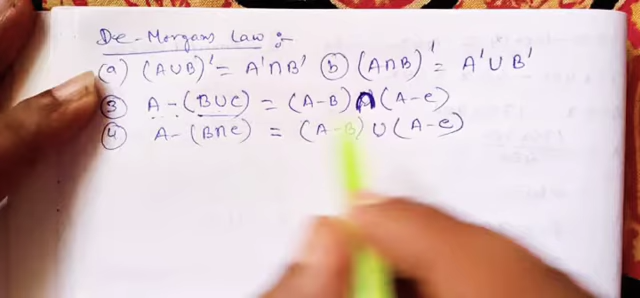 De-Morgans Law :-
(a) (A∪B)' = A'∩B' (b) (A∩B)' = A'∪B'
(3) A-(B∪C) = (A-B)∩(A-C)
(4) A-(B∩C) = (A-B)∪(A-C)